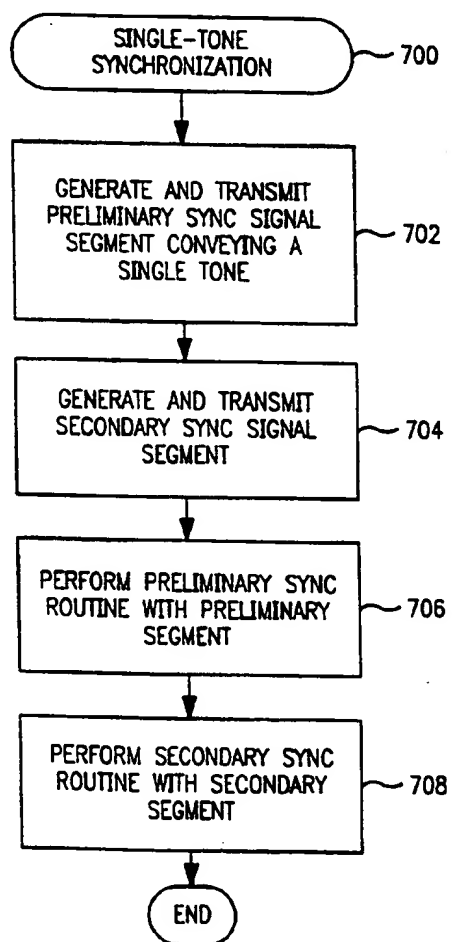 SINGLE-TONE
SYNCHRONIZATION
700
GENERATE AND TRANSMIT
PRELIMINARY SYNC SIGNAL
SEGMENT CONVEYING A
SINGLE TONE
702
GENERATE AND TRANSMIT
SECONDARY SYNC SIGNAL
SEGMENT
704
PERFORM PRELIMINARY SYNC
ROUTINE WITH PRELIMINARY
SEGMENT
706
PERFORM SECONDARY SYNC
ROUTINE WITH SECONDARY
SEGMENT
708
END